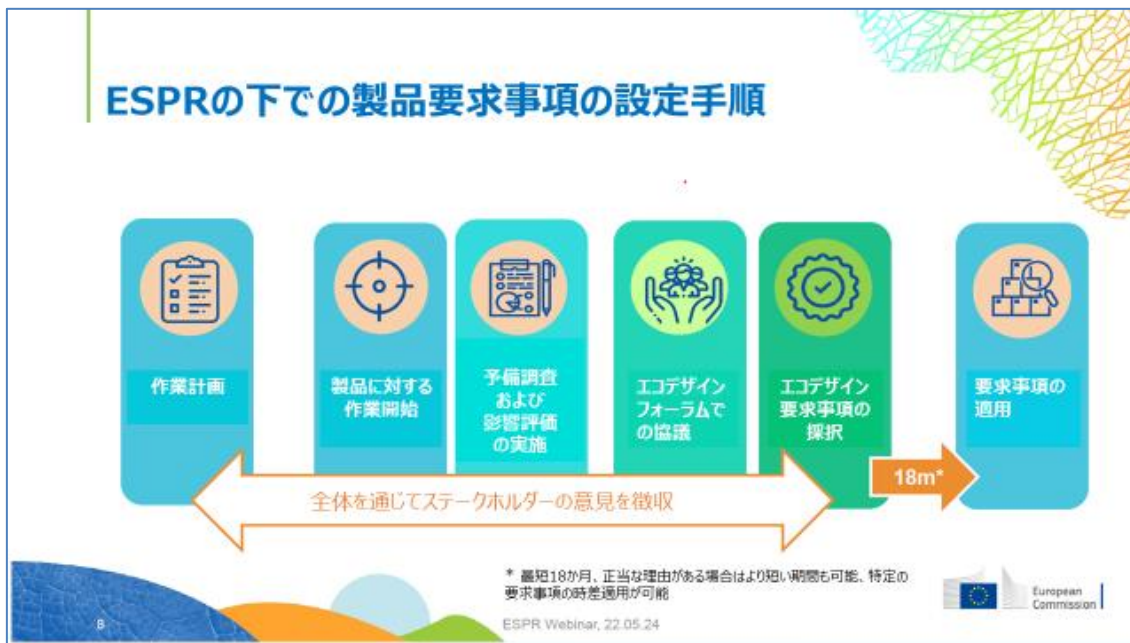 ESPRの下での製品要求事項の設定手順
作業計画
製品に対する
作業開始
予備調査
および
影響評価
の実施
エコデザイン
フォーラムで
の協議
エコデザイン
要求事項の
採択
要求事項の
適用
18m*
全体を通じてステークホルダーの意見を徴収
* 最短18か月、正当な理由がある場合はより短い期間も可能、特定の
要求事項の時差適用が可能
8
ESPR Webinar, 22.05.24
European
Commission